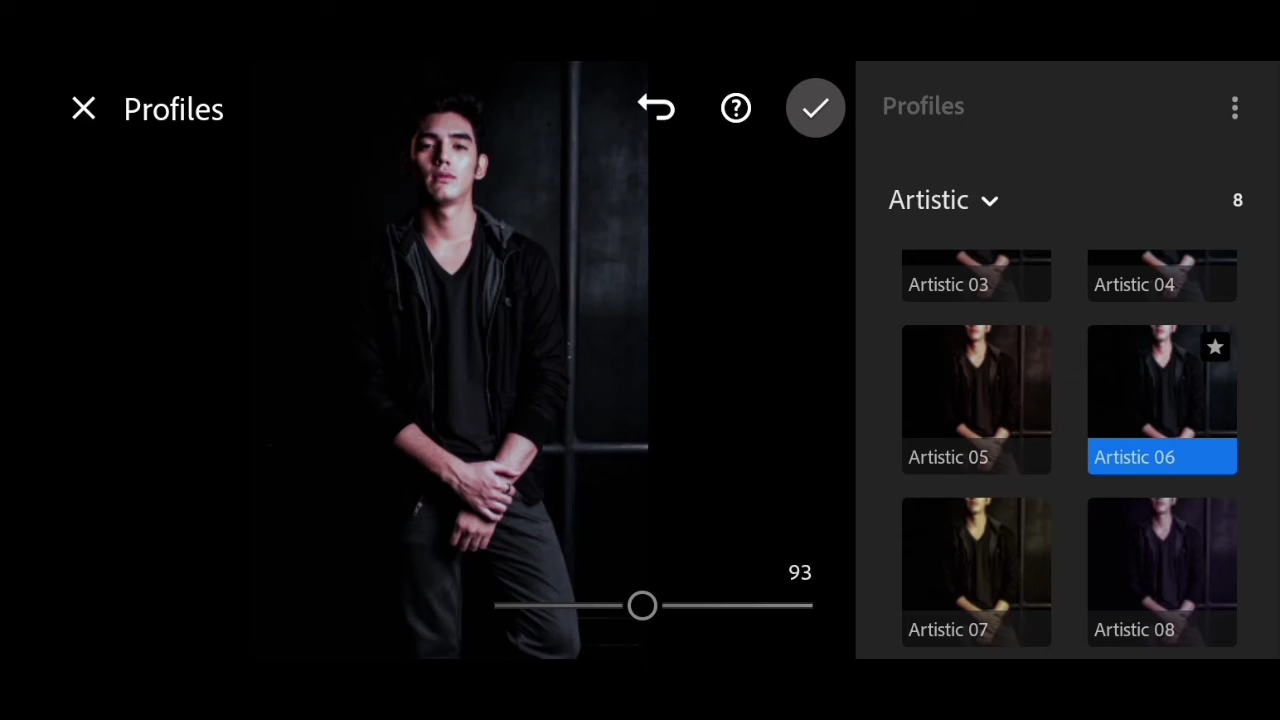 Profiles
Profiles
Artistic
8
Artistic 03
Artistic 04
Artistic 05
Artistic 06
93
Artistic 07
Artistic 08